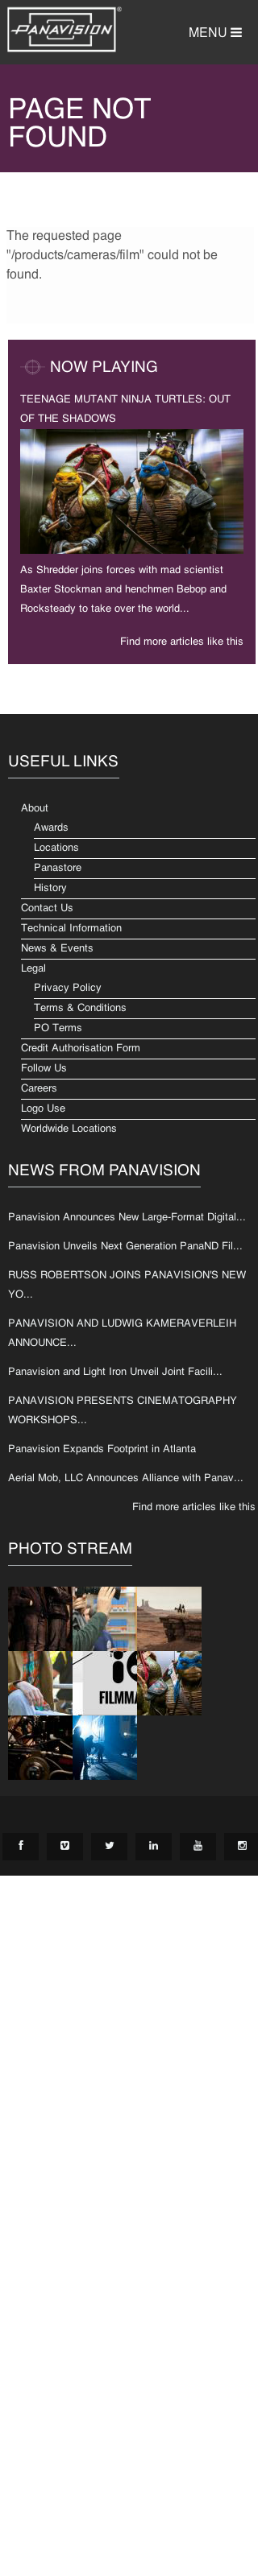 PANAVISION®
MENU
PAGE NOT
FOUND
The requested page
"/products/cameras/film" could not be
found.
NOW PLAYING
TEENAGE MUTANT NINJA TURTLES: OUT
OF THE SHADOWS
As Shredder joins forces with mad scientist
Baxter Stockman and henchmen Bebop and
Rocksteady to take over the world...
Find more articles like this
USEFUL LINKS
About
Awards
Locations
Panastore
History
Contact Us
Technical Information
News & Events
Legal
Privacy Policy
Terms & Conditions
PO Terms
Credit Authorisation Form
Follow Us
Careers
Logo Use
Worldwide Locations
NEWS FROM PANAVISION
Panavision Announces New Large-Format Digital...
Panavision Unveils Next Generation PanaND Fil...
RUSS ROBERTSON JOINS PANAVISION'S NEW
YO...
PANAVISION AND LUDWIG KAMERAVERLEIH
ANNOUNCE...
Panavision and Light Iron Unveil Joint Facili...
PANAVISION PRESENTS CINEMATOGRAPHY
WORKSHOPS...
Panavision Expands Footprint in Atlanta
Aerial Mob, LLC Announces Alliance with Panav...
Find more articles like this
PHOTO STREAM
FILMMA